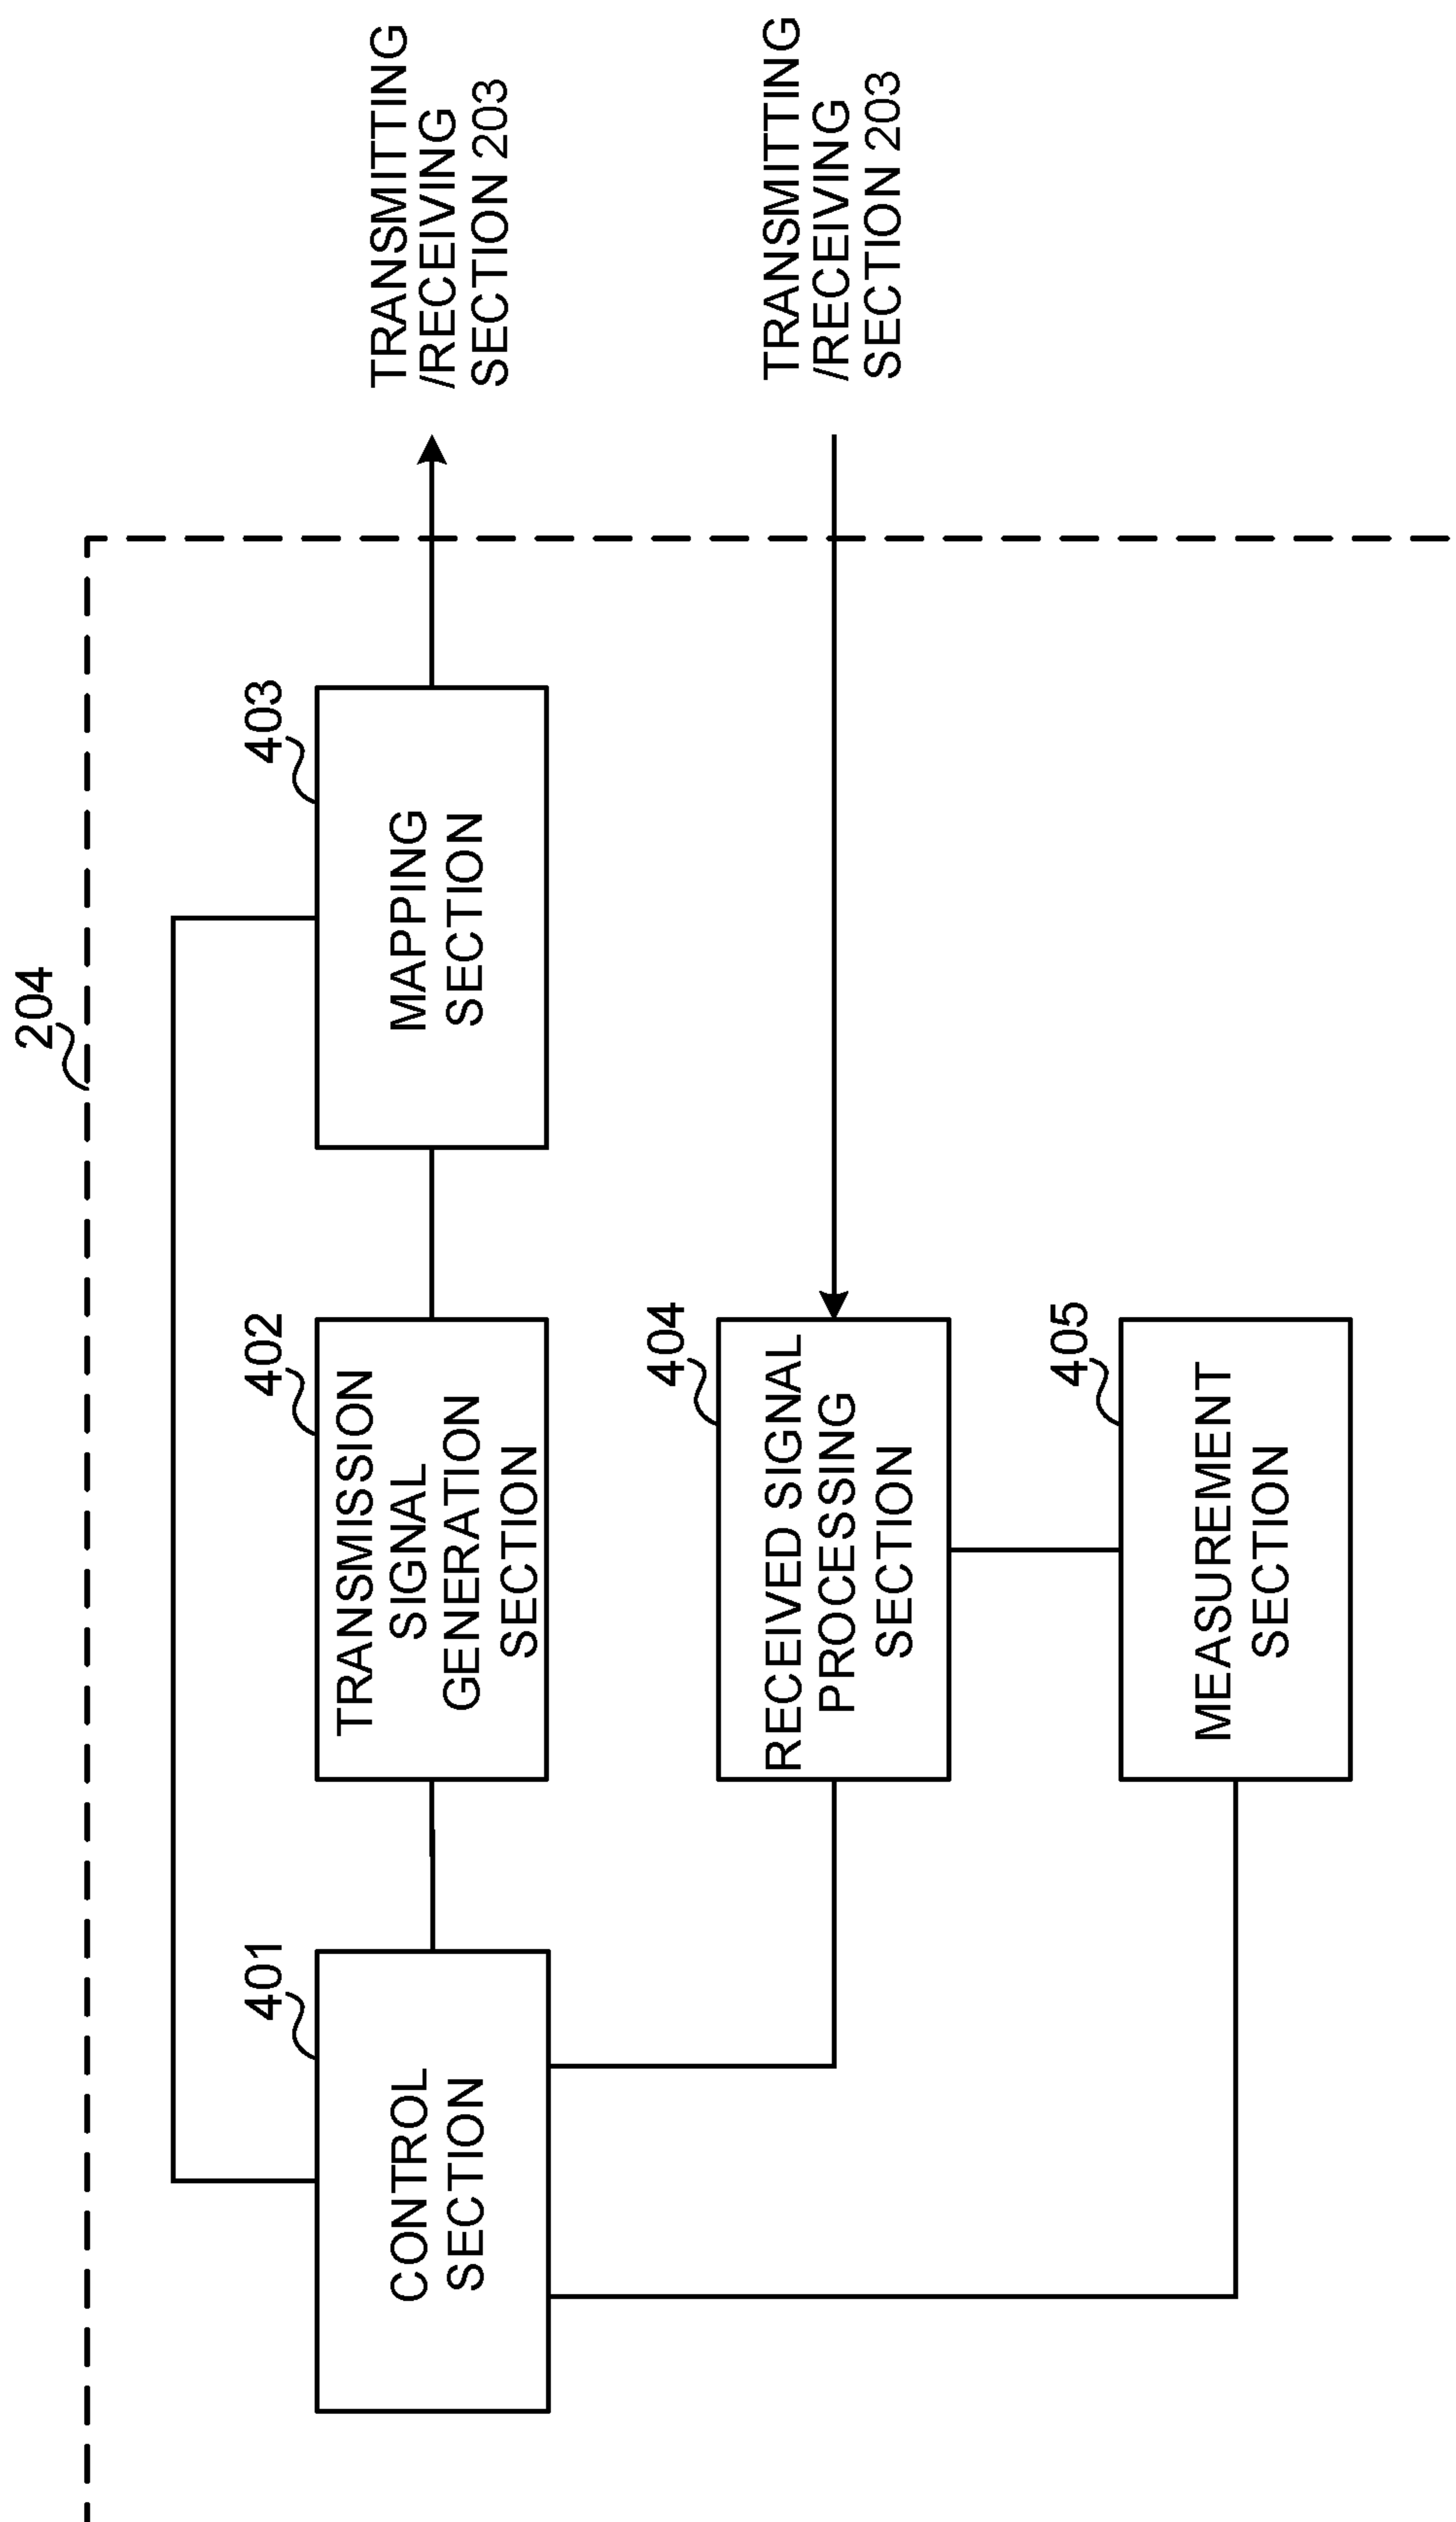 204
401
CONTROL
SECTION
402
TRANSMISSION
SIGNAL
GENERATION
SECTION
403
MAPPING
SECTION
TRANSMITTING
/RECEIVING
SECTION 203
404
RECEIVED SIGNAL
PROCESSING
SECTION
TRANSMITTING
/RECEIVING
SECTION 203
405
MEASUREMENT
SECTION